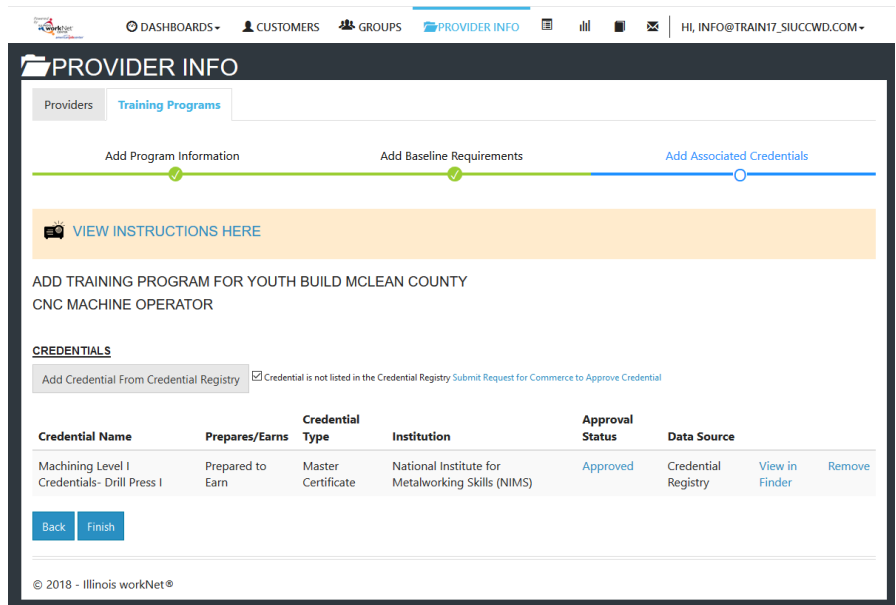 workNet
DASHBOARDS CUSTOMERS GROUPS PROVIDER INFO HI, INFO@TRAIN17_SIUCCWD.COM
PROVIDER INFO
Providers Training Programs
Add Program Information Add Baseline Requirements Add Associated Credentials
VIEW INSTRUCTIONS HERE
ADD TRAINING PROGRAM FOR YOUTH BUILD MCLEAN COUNTY
CNC MACHINE OPERATOR
CREDENTIALS
Add Credential From Credential Registry Credential is not listed in the Credential Registry Submit Request for Commerce to Approve Credential
Credential Approval
Credential Name Prepares/Earns Type Institution Status Data Source
Machining Level I Prepared to Master National Institute for Approved Credential View in Remove
Credentials- Drill Press I Earn Certificate Metalworking Skills (NIMS) Registry Finder
Back Finish
© 2018 - Illinois workNet®